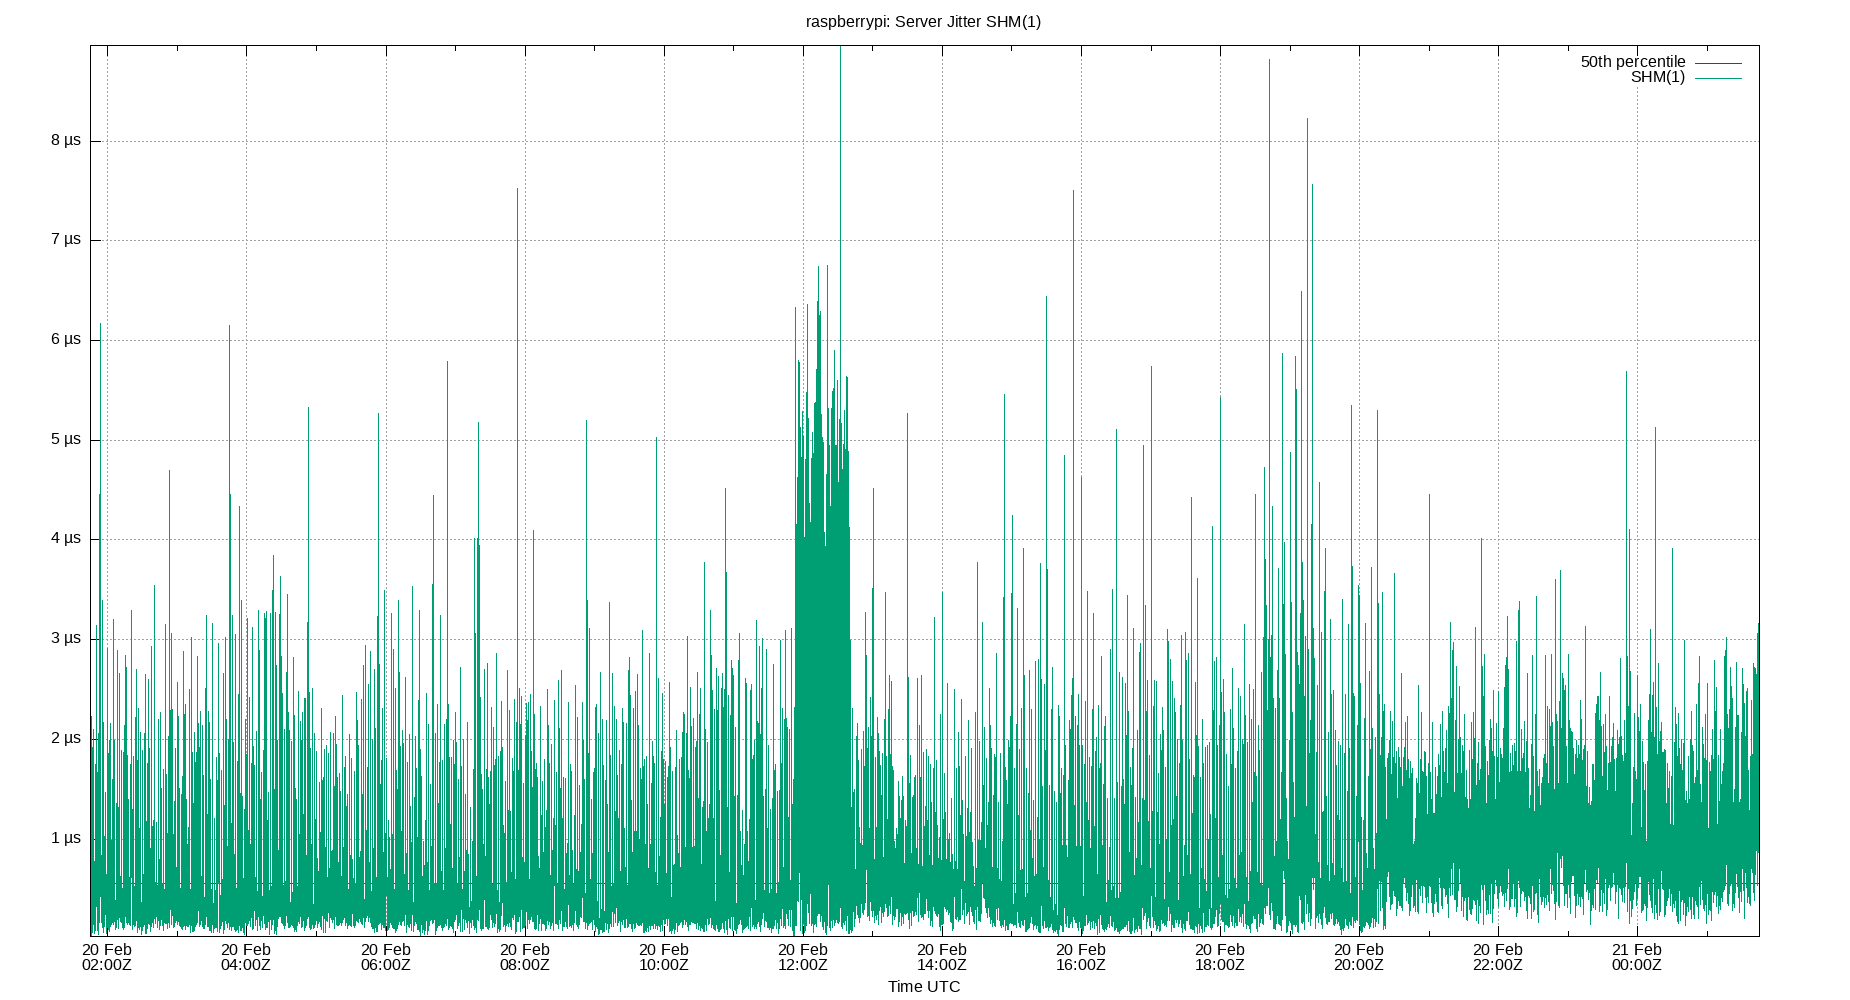 raspberrypi: Server Jitter SHM(1)
50th percentile
SHM(1)
8 µs
7 µs
6 µs
5 µs
4 µs
3 µs
2 µs
1 µs
20 Feb 20 Feb 20 Feb 20 Feb 20 Feb 20 Feb 20 Feb 20 Feb 20 Feb 20 Feb 20 Feb 21 Feb
02:00Z 04:00Z 06:00Z 08:00Z 10:00Z 12:00Z 14:00Z 16:00Z 18:00Z 20:00Z 22:00Z 00:00Z
Time UTC